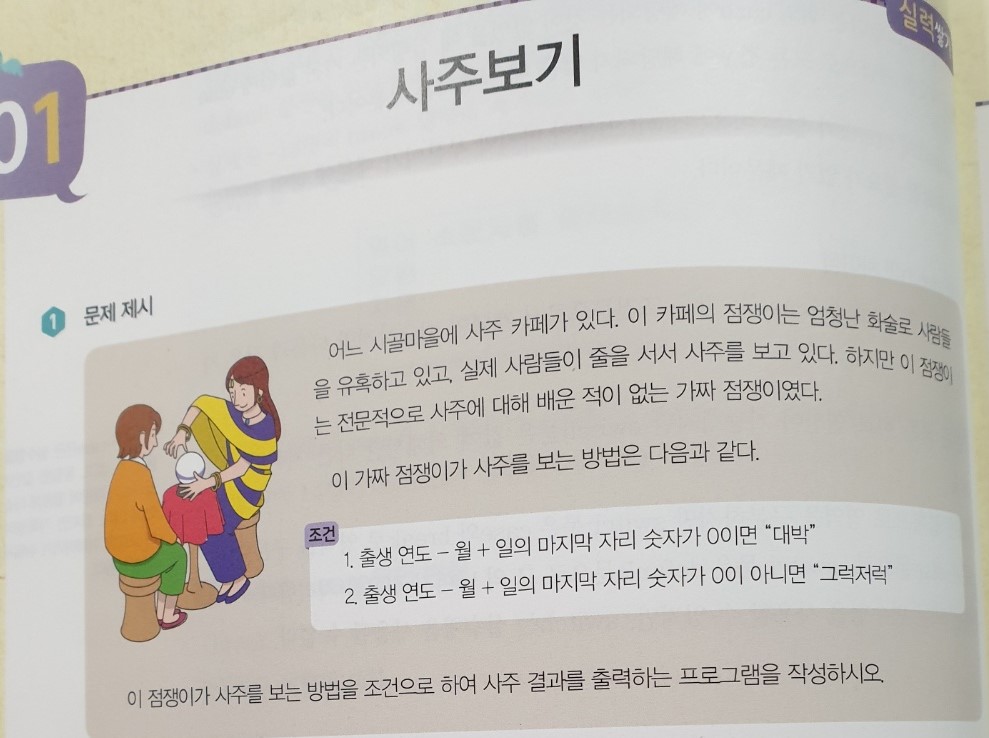 실력쌓기
01
사주보기
1 문제 제시
어느 시골마을에 사주 카페가 있다. 이 카페의 점쟁이는 엄청난 화술로 사람들
을 유혹하고 있고, 실제 사람들이 줄을 서서 사주를 보고 있다. 하지만 이 점쟁이
는 전문적으로 사주에 대해 배운 적이 없는 가짜 점쟁이였다.
이 가짜 점쟁이가 사주를 보는 방법은 다음과 같다.
조건
1. 출생 연도 - 월 + 일의 마지막 자리 숫자가 0이면 “대박”
2. 출생 연도 - 월 + 일의 마지막 자리 숫자가 0이 아니면 “그럭저럭”
이 점쟁이가 사주를 보는 방법을 조건으로 하여 사주 결과를 출력하는 프로그램을 작성하시오.